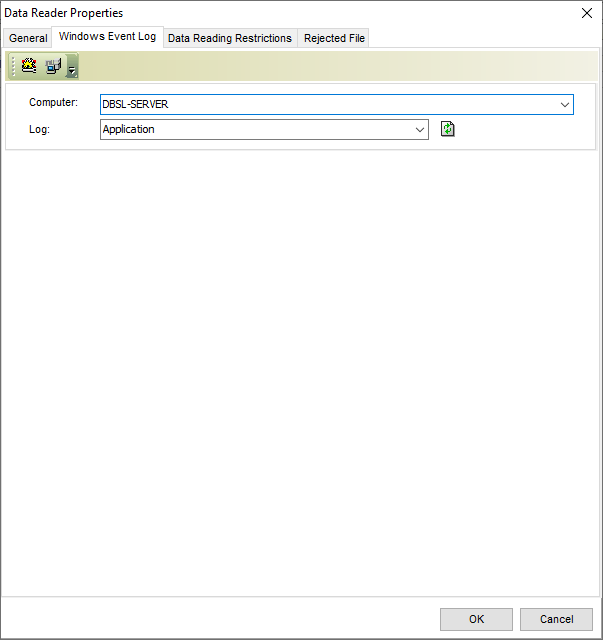 Data Reader Properties
General Windows Event Log Data Reading Restrictions Rejected File
Computer: DBSL-SERVER
Log: Application
OK Cancel